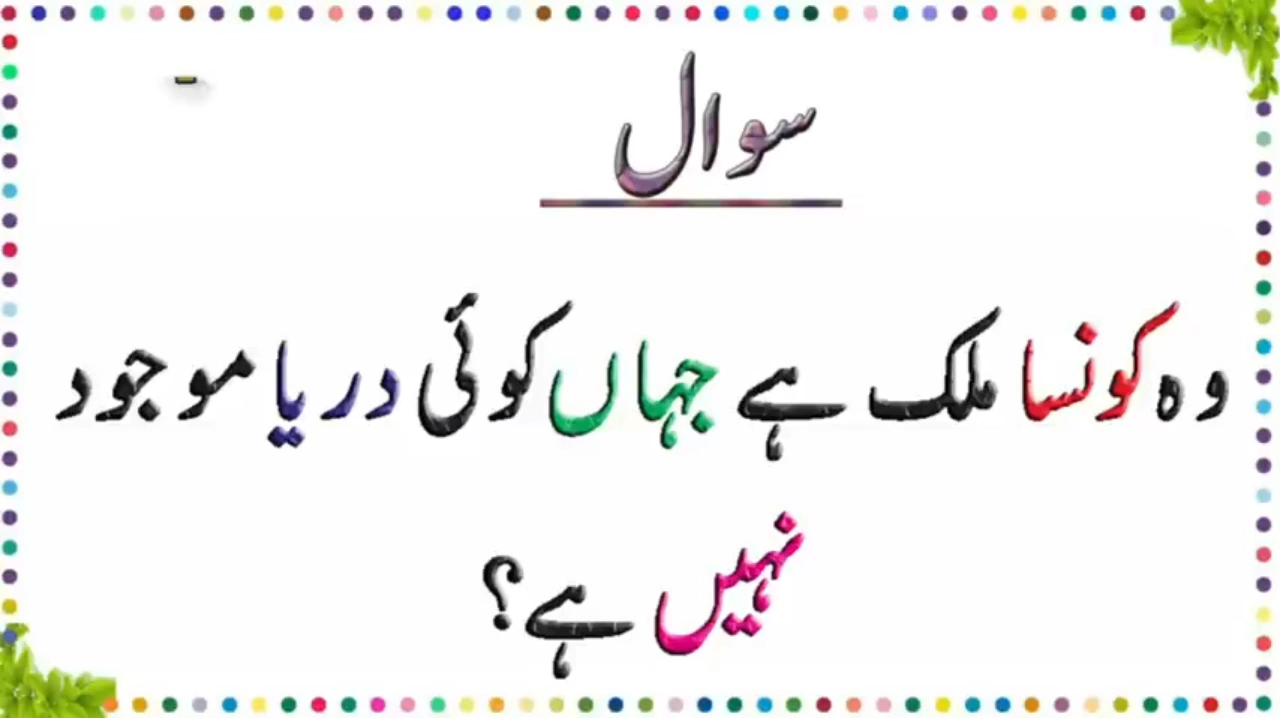 سوال
وہ کونسا ملک ہے جہاں کوئی دریا موجود
نہیں ہے؟